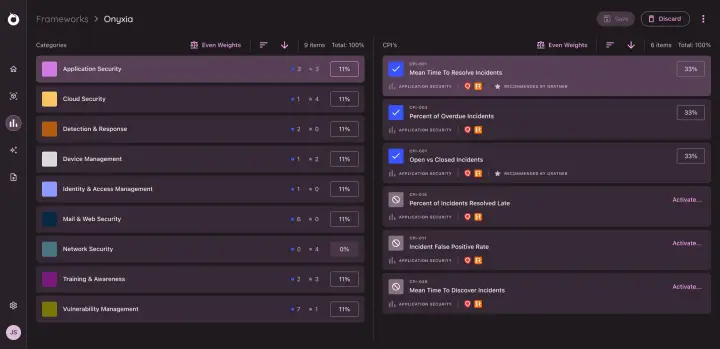 Frameworks > Onyxia
Save
Discard
Categories
Even Weights
9 items
Total: 100%
Application Security
3
3
11%
Cloud Security
1
4
11%
Detection & Response
2
0
11%
Device Management
1
2
11%
Identity & Access Management
1
0
11%
Mail & Web Security
6
0
11%
Network Security
0
4
0%
Training & Awareness
2
3
11%
Vulnerability Management
7
1
11%
JS
CPI's
Even Weights
6 items
Total: 100%
CPI-001
Mean Time To Resolve Incidents
33%
APPLICATION SECURITY
RECOMMENDED BY GRATNER
CPI-003
Percent of Overdue Incidents
33%
APPLICATION SECURITY
Open vs Closed Incidents
33%
APPLICATION SECURITY
RECOMMENDED BY GRATNER
Percent of Incidents Resolved Late
Activate...
APPLICATION SECURITY
Incident False Positive Rate
Activate...
APPLICATION SECURITY
Mean Time To Discover Incidents
Activate...
APPLICATION SECURITY